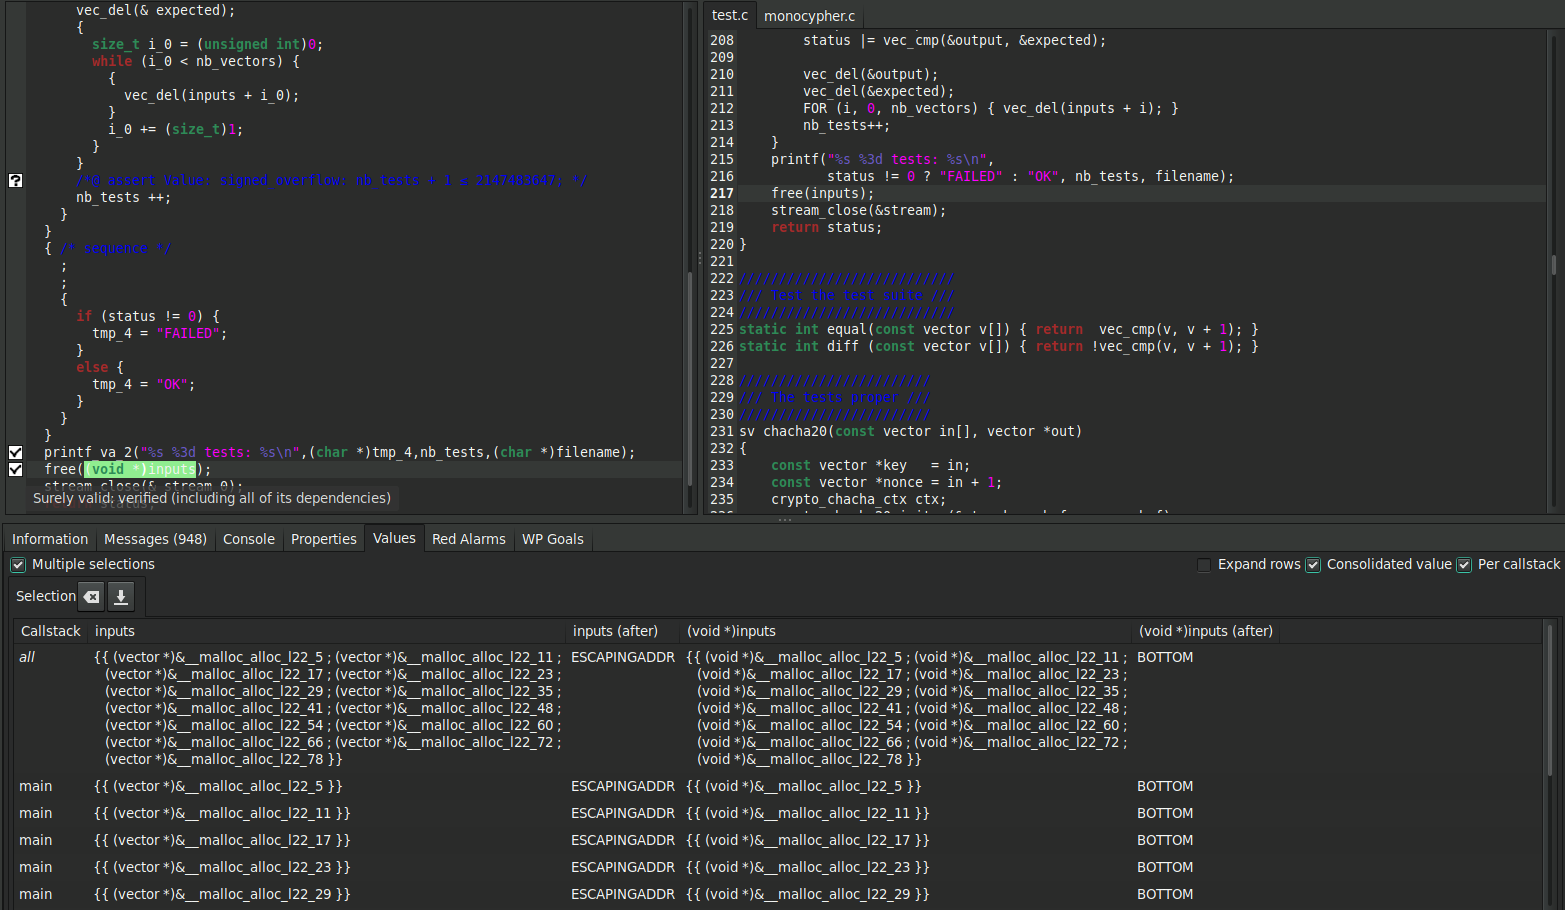 vec_del(& expected);
{
size_t i_0 = (unsigned int)0;
while (i_0 < nb_vectors) {
{
vec_del(inputs + i_0);
}
i_0 += (size_t)1;
}
}
/*@ assert Value: signed_overflow: nb_tests + 1 ≤ 2147483647; */
nb_tests ++;
}
}
{ /* sequence */
;
;
{
if (status != 0) {
tmp_4 = "FAILED";
}
else {
tmp_4 = "OK";
}
}
}
printf_va_2("%s %3d tests: %s\n",(char *)tmp_4,nb_tests,(char *)filename);
free((void *)inputs);
stream_close(& stream_0);
Surely valid: verified (including all of its dependencies)
test.c monocypher.c
208 status |= vec_cmp(&output, &expected);
209
210 vec_del(&output);
211 vec_del(&expected);
212 FOR (i, 0, nb_vectors) { vec_del(inputs + i); }
213 nb_tests++;
214 }
215 printf("%s %3d tests: %s\n",
216 status != 0 ? "FAILED" : "OK", nb_tests, filename);
217 free(inputs);
218 stream_close(&stream);
219 return status;
220 }
221
222 ///////////////////////////
223 /// Test the test suite ///
224 ///////////////////////////
225 static int equal(const vector v[]) { return  vec_cmp(v, v + 1); }
226 static int diff (const vector v[]) { return !vec_cmp(v, v + 1); }
227
228 ////////////////////////
229 /// The tests proper ///
230 ////////////////////////
231 sv chacha20(const vector in[], vector *out)
232 {
233 const vector *key   = in;
234 const vector *nonce = in + 1;
235 crypto_chacha_ctx ctx;
Information Messages (948) Console Properties Values Red Alarms WP Goals
Multiple selections Expand rows Consolidated value Per callstack
Selection
Callstack inputs inputs (after) (void *)inputs (void *)inputs (after)
all {{ (vector *)&__malloc_alloc_l22_5 ; (vector *)&__malloc_alloc_l22_11 ; ESCAPINGADDR {{ (void *)&__malloc_alloc_l22_5 ; (void *)&__malloc_alloc_l22_11 ; BOTTOM
(vector *)&__malloc_alloc_l22_17 ; (vector *)&__malloc_alloc_l22_23 ; (void *)&__malloc_alloc_l22_17 ; (void *)&__malloc_alloc_l22_23 ;
(vector *)&__malloc_alloc_l22_29 ; (vector *)&__malloc_alloc_l22_35 ; (void *)&__malloc_alloc_l22_29 ; (void *)&__malloc_alloc_l22_35 ;
(vector *)&__malloc_alloc_l22_41 ; (vector *)&__malloc_alloc_l22_48 ; (void *)&__malloc_alloc_l22_41 ; (void *)&__malloc_alloc_l22_48 ;
(vector *)&__malloc_alloc_l22_54 ; (vector *)&__malloc_alloc_l22_60 ; (void *)&__malloc_alloc_l22_54 ; (void *)&__malloc_alloc_l22_60 ;
(vector *)&__malloc_alloc_l22_66 ; (vector *)&__malloc_alloc_l22_72 ; (void *)&__malloc_alloc_l22_66 ; (void *)&__malloc_alloc_l22_72 ;
(vector *)&__malloc_alloc_l22_78 }} (void *)&__malloc_alloc_l22_78 }}
main {{ (vector *)&__malloc_alloc_l22_5 }} ESCAPINGADDR {{ (void *)&__malloc_alloc_l22_5 }} BOTTOM
main {{ (vector *)&__malloc_alloc_l22_11 }} ESCAPINGADDR {{ (void *)&__malloc_alloc_l22_11 }} BOTTOM
main {{ (vector *)&__malloc_alloc_l22_17 }} ESCAPINGADDR {{ (void *)&__malloc_alloc_l22_17 }} BOTTOM
main {{ (vector *)&__malloc_alloc_l22_23 }} ESCAPINGADDR {{ (void *)&__malloc_alloc_l22_23 }} BOTTOM
main {{ (vector *)&__malloc_alloc_l22_29 }} ESCAPINGADDR {{ (void *)&__malloc_alloc_l22_29 }} BOTTOM